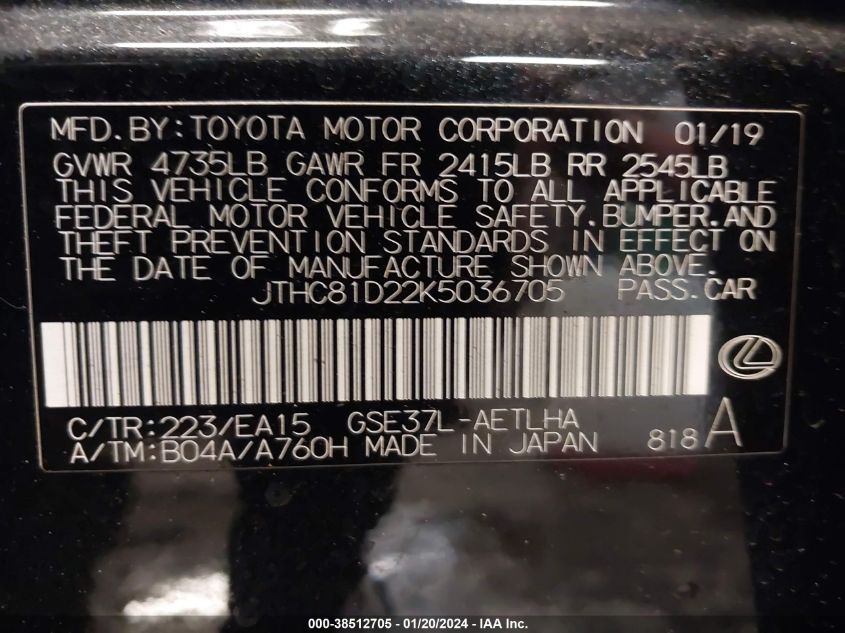 MFD.BY:TOYOTA MOTOR CORPORATION 01/19
GVWR 4735LB GAWR FR 2415LB RR 2545LB
THIS VEHICLE CONFORMS TO ALL APPLICABLE
FEDERAL MOTOR VEHICLE SAFETY,BUMPER,AND
THEFT PREVENTION STANDARDS IN EFFECT ON
THE DATE OF MANUFACTURE SHOWN ABOVE.
JTHC81D22K5036705 PASS.CAR
C/TR:223/EA15 GSE37L-AETLHA
A/TM:B04A/A760H MADE IN JAPAN 818 A
000-38512705 - 01/20/2024 - IAA Inc.